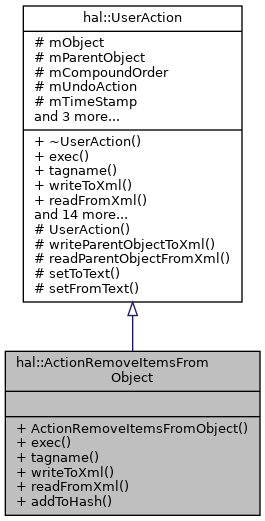 hal::UserAction
# mObject
# mParentObject
# mCompoundOrder
# mUndoAction
# mTimeStamp
and 3 more...
+ ~UserAction()
+ exec()
+ tagname()
+ writeToXml()
+ readFromXml()
and 14 more...
# UserAction()
# writeParentObjectToXml()
# readParentObjectFromXml()
# setToText()
# setFromText()
hal::ActionRemoveItemsFrom
Object
+ ActionRemoveItemsFromObject()
+ exec()
+ tagname()
+ writeToXml()
+ readFromXml()
+ addToHash()